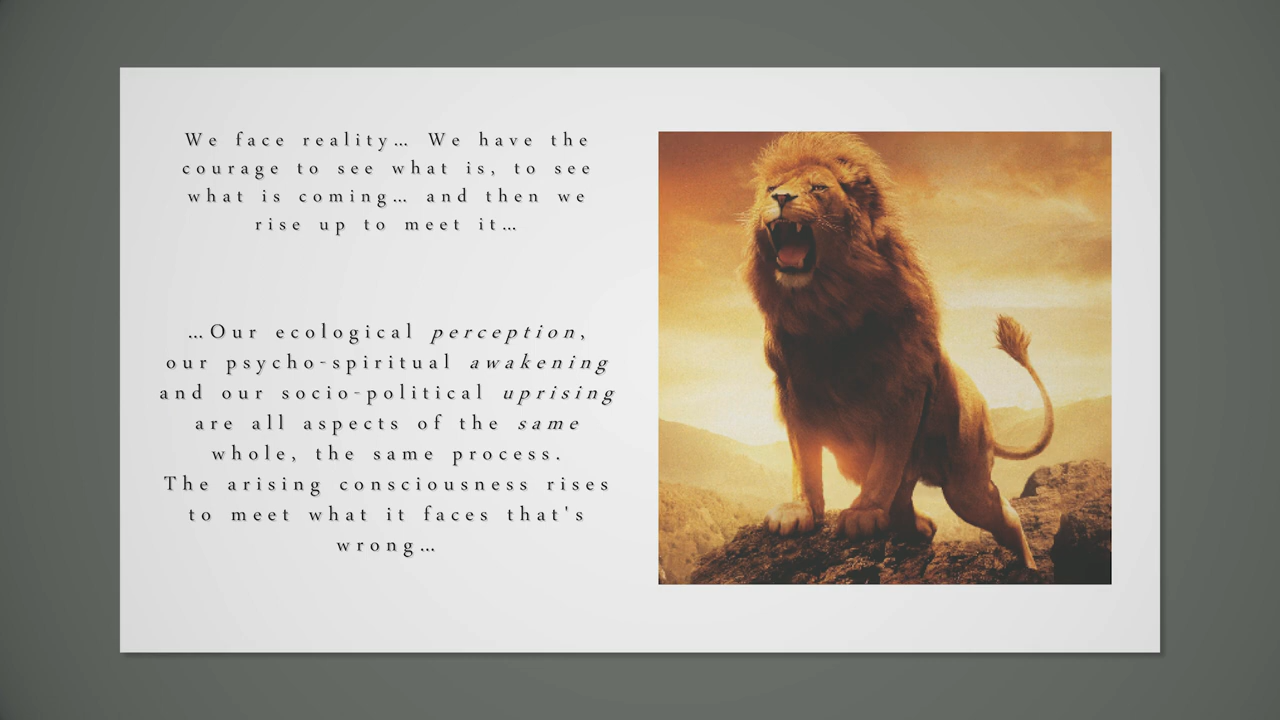 We face reality… We have the
courage to see what is, to see
what is coming… and then we
rise up to meet it…
…Our ecological perception,
our psycho-spiritual awakening
and our socio-political uprising
are all aspects of the same
whole, the same process.
The arising consciousness rises
to meet what it faces that's
wrong…